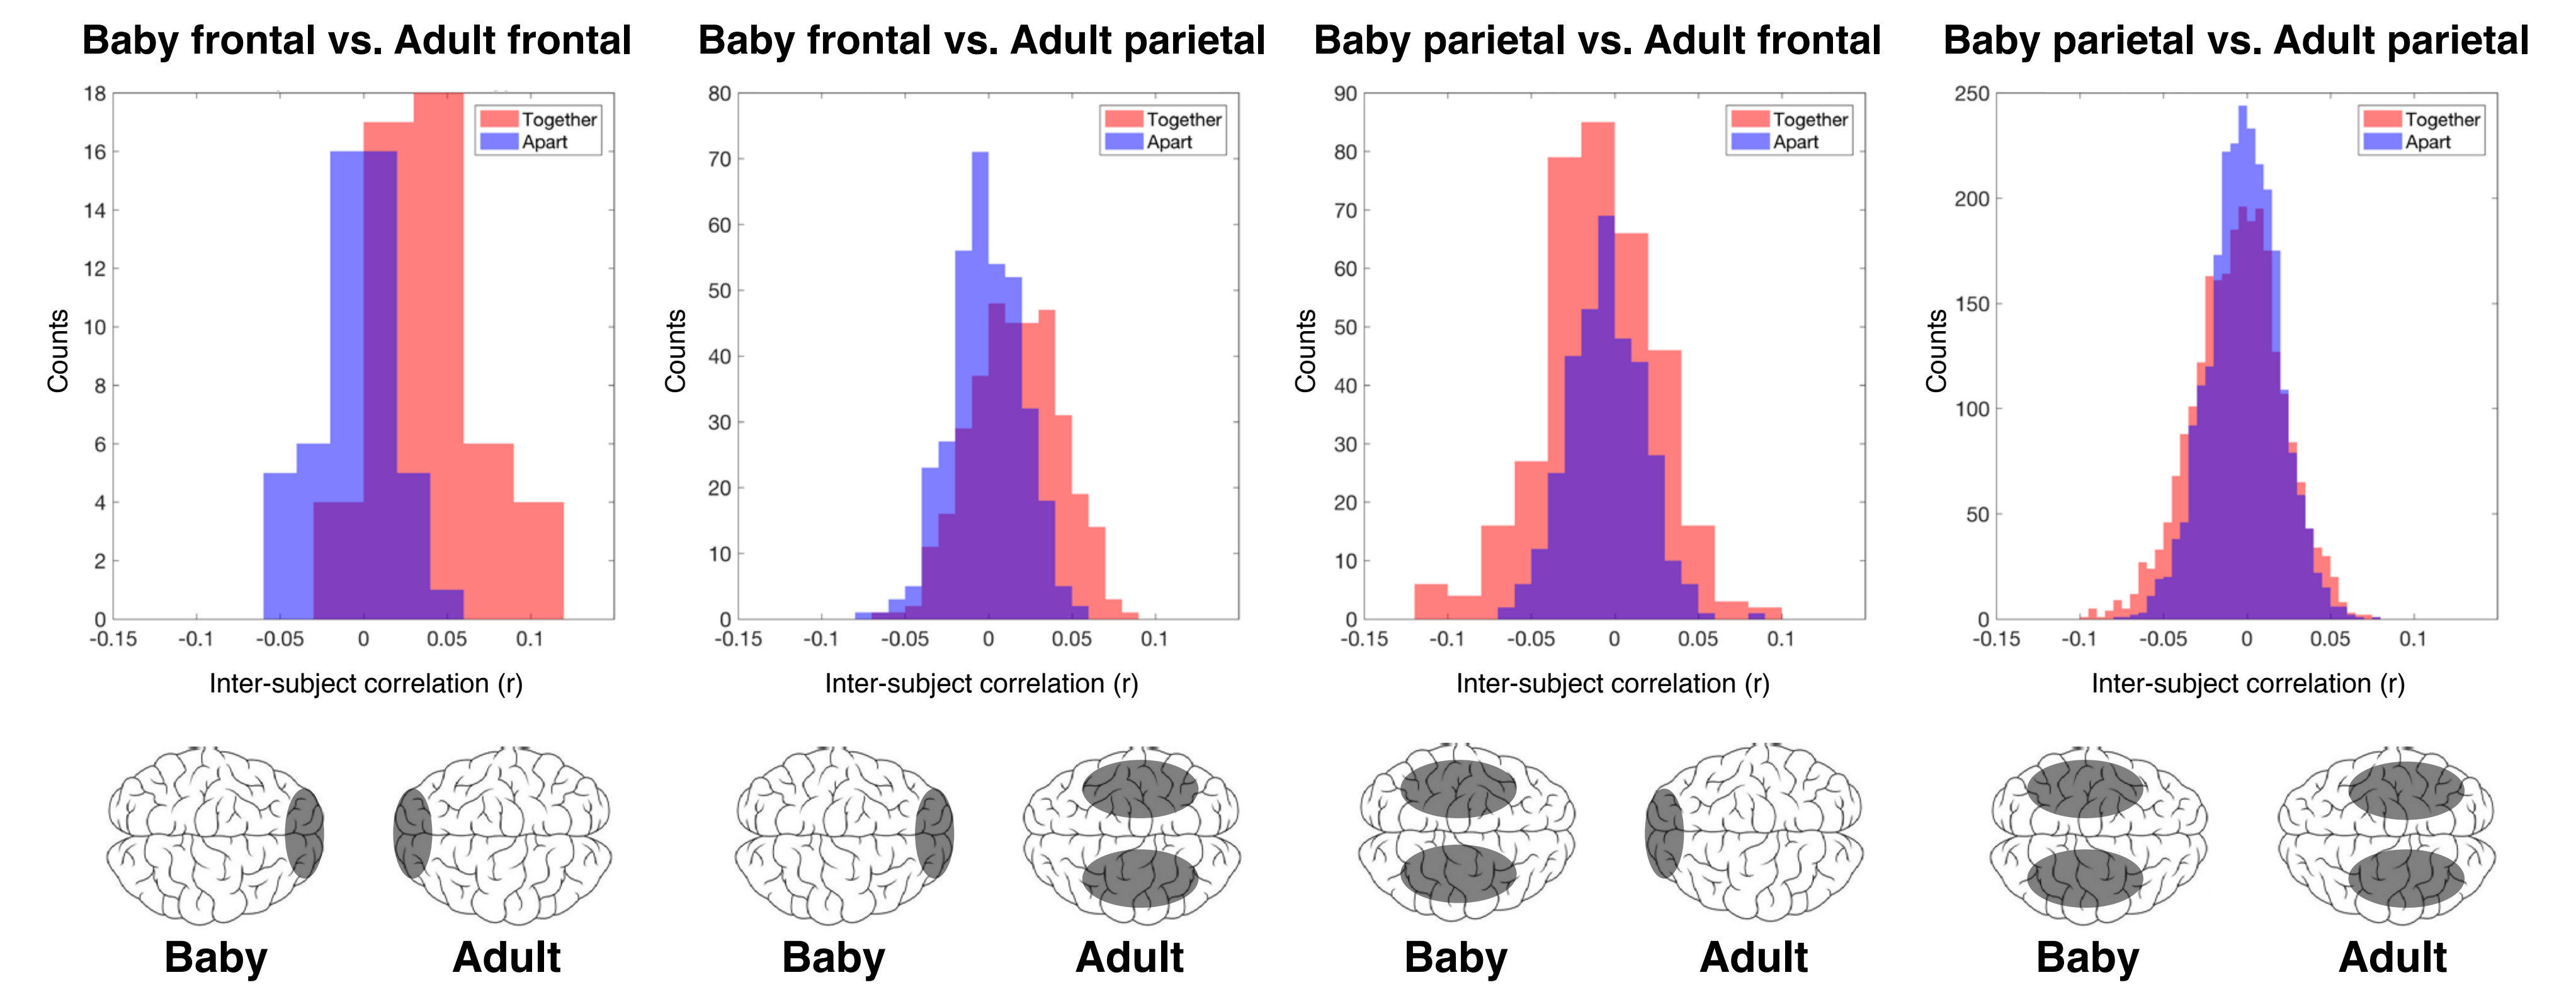 Baby frontal vs. Adult frontal
18
16
14
12
10
8
6
4
2
0
Counts
-0.15 -0.1 -0.05 0 0.05 0.1
Together
Apart
Inter-subject correlation (r)
Baby Adult
Baby frontal vs. Adult parietal
80
70
60
50
40
30
20
10
0
Counts
-0.15 -0.1 -0.05 0 0.05 0.1
Together
Apart
Inter-subject correlation (r)
Baby Adult
Baby parietal vs. Adult frontal
90
80
70
60
50
40
30
20
10
0
Counts
-0.15 -0.1 -0.05 0 0.05 0.1
Together
Apart
Inter-subject correlation (r)
Baby Adult
Baby parietal vs. Adult parietal
250
200
150
100
50
0
Counts
-0.15 -0.1 -0.05 0 0.05 0.1
Together
Apart
Inter-subject correlation (r)
Baby Adult